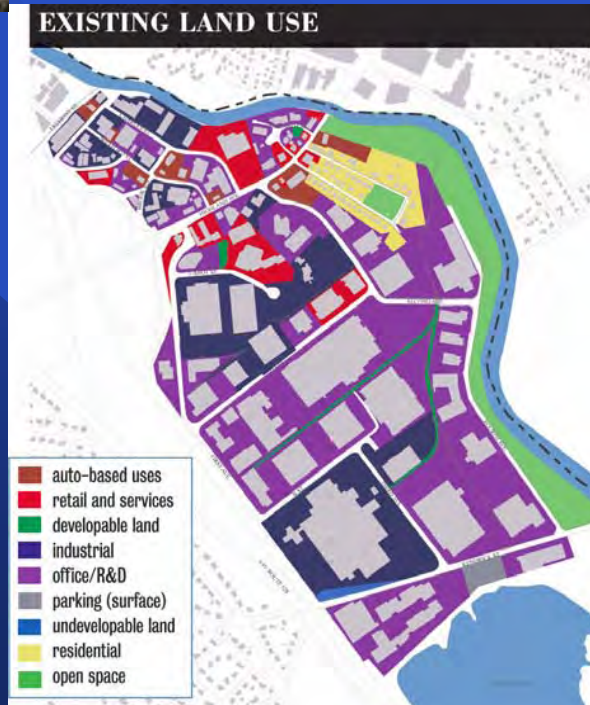 EXISTING LAND USE
auto-based uses
retail and services
developable land
industrial
office/R&D
parking (surface)
undevelopable land
residential
open space